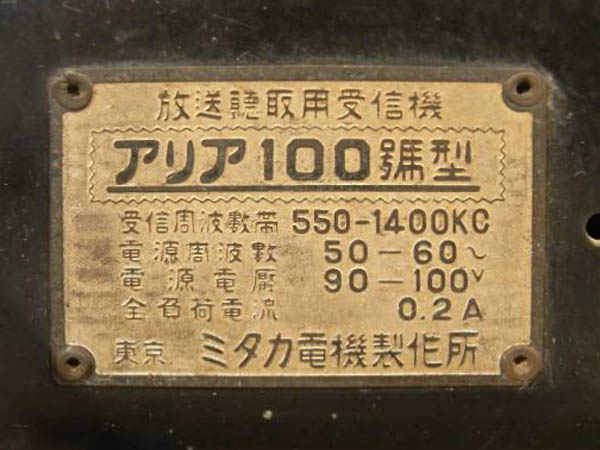 放送聽取用受信機
アリア100號型
受信周波數帶 550-1400KC
電源周波數 50-60～
電源電壓 90-100V
全負荷電流 0.2A
東京 ミタカ電機製作所